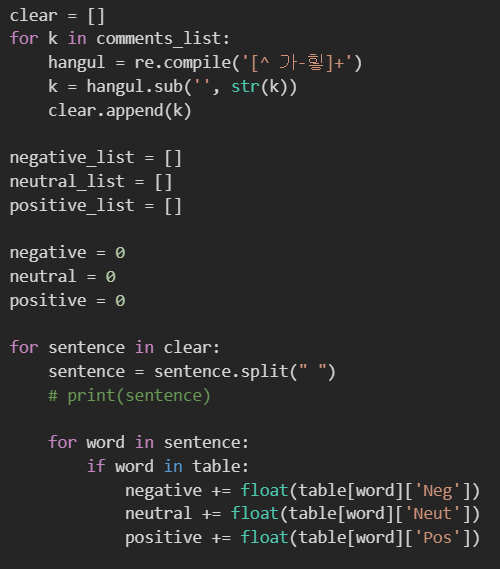 clear = []
for k in comments_list:
    hangul = re.compile('[^ 가-힣]+')
    k = hangul.sub('', str(k))
    clear.append(k)

negative_list = []
neutral_list = []
positive_list = []

negative = 0
neutral = 0
positive = 0

for sentence in clear:
    sentence = sentence.split(" ")
    # print(sentence)

    for word in sentence:
        if word in table:
            negative += float(table[word]['Neg'])
            neutral += float(table[word]['Neut'])
            positive += float(table[word]['Pos'])